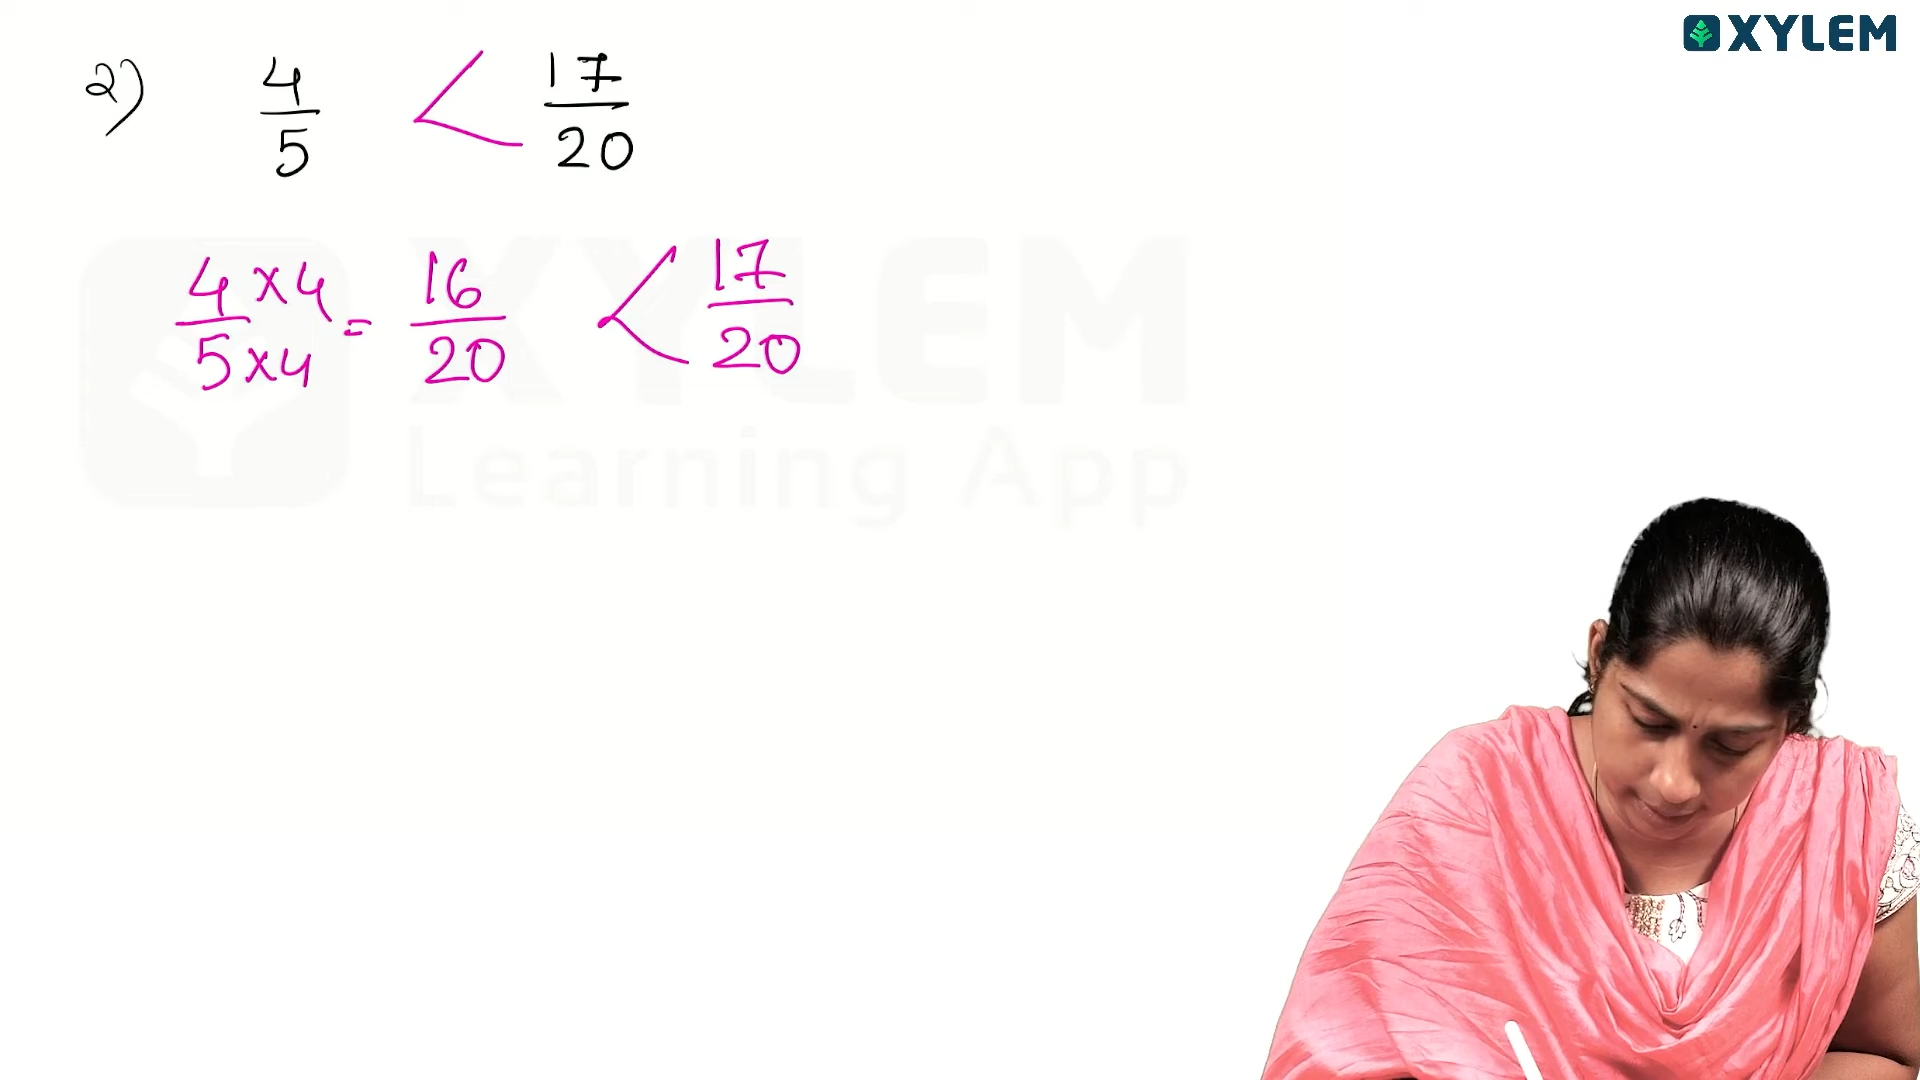 XYLEM
2) 4/5 < 17/20
4×4/5×4 = 16/20 < 17/20
XYLEM
Learning App